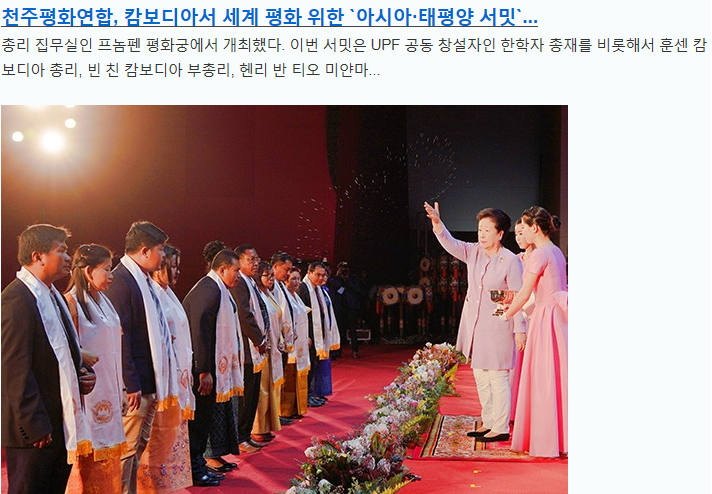 천주평화연합, 캄보디아서 세계 평화 위한 `아시아·태평양 서밋`...
총리 집무실인 프놈펜 평화궁에서 개최했다. 이번 서밋은 UPF 공동 창설자인 한학자 총재를 비롯해서 훈센 캄
보디아 총리, 빈 친 캄보디아 부총리, 헨리 반 티오 미얀마...